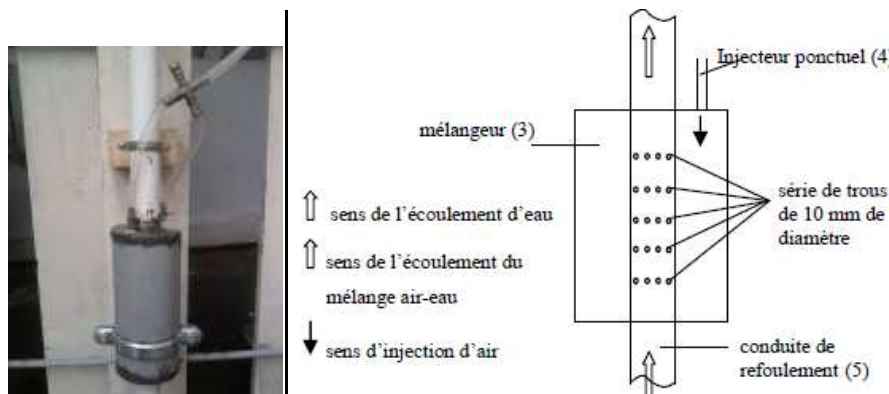 Injecteur ponctuel (4)
mélangeur (3)
série de trous
de 10 mm de
diamètre
sens de l'écoulement d'eau
sens de l'écoulement du
mélange air-eau
sens d'injection d'air
conduite de
refoulement (5)